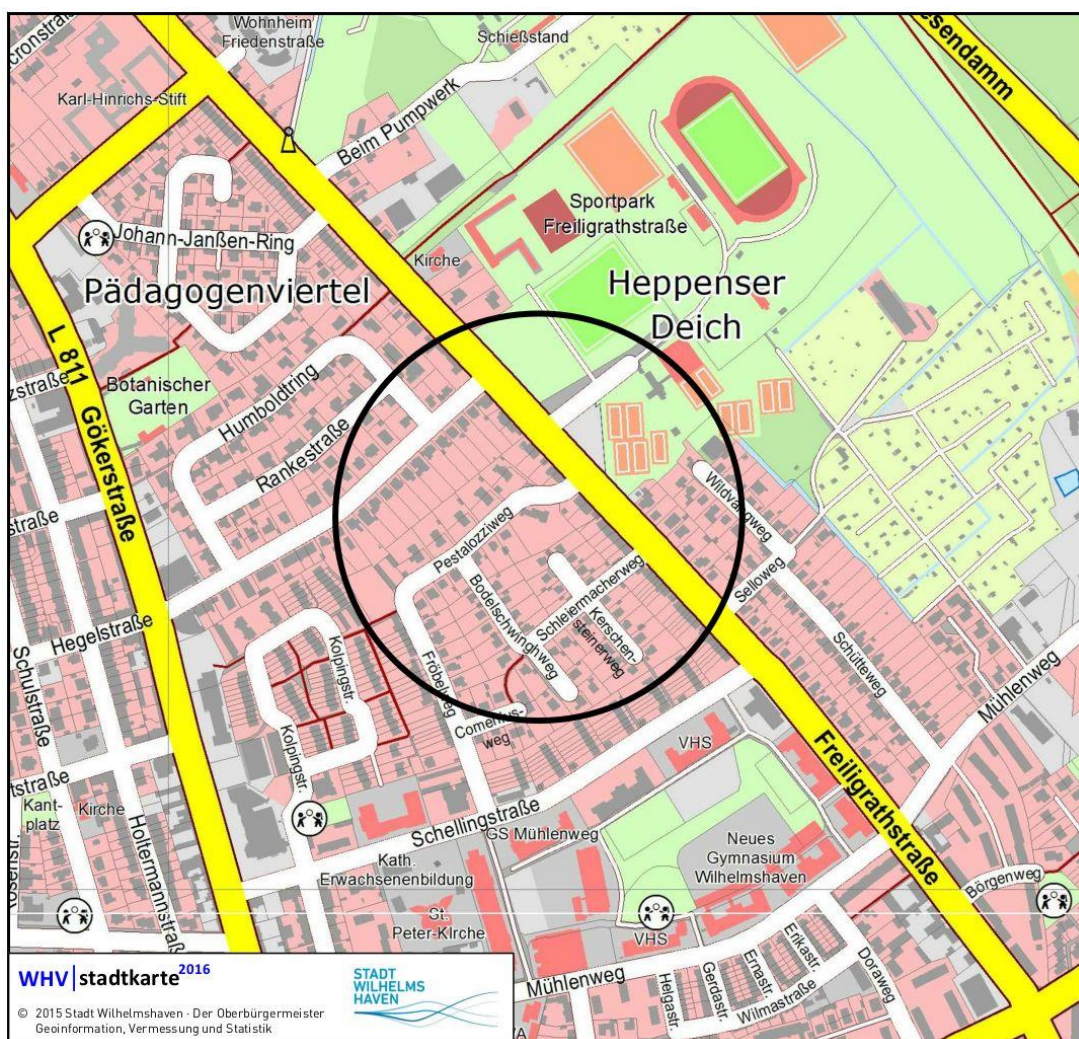 Wohnheim
Friedenstraße
Schießstand
Karl-Hinrichs-Stift
Beim Pumpwerk
Sportpark
Freiligrathstraße
Johann-Janßen-Ring
Kirche
Pädagogenviertel
Heppenser
Deich
L 811 Gökerstraße
Botanischer
Garten
Humboldtring
Rankestraße
Wildvangweg
Pestalozziweg
Selloweg
Schleiermacherweg
Bodelschwinghweg
Kerschen-
steinerweg
Hegelstraße
Kolpingstr.
Schulstraße
Schütteweg
Fröbelweg
Mühlenweg
Comenius-
weg
Kolpingstr.
VHS
Freiligrathstraße
Kant-
platz
Kirche
Holtermannstraße
Schellingstraße
GS Mühlenweg
Neues
Gymnasium
Wilhelmshaven
Kath.
Erwachsenenbildung
Börgenweg
St.
Peter-KIrche
VHS
Mühlenweg
Helgastr.
Gerdastr.
Ernastr.
Erikastr.
Wilmastraße
Doraweg
WHV stadtkarte 2016
STADT
WILHELMS
HAVEN
© 2015 Stadt Wilhelmshaven · Der Oberbürgermeister
Geoinformation, Vermessung und Statistik